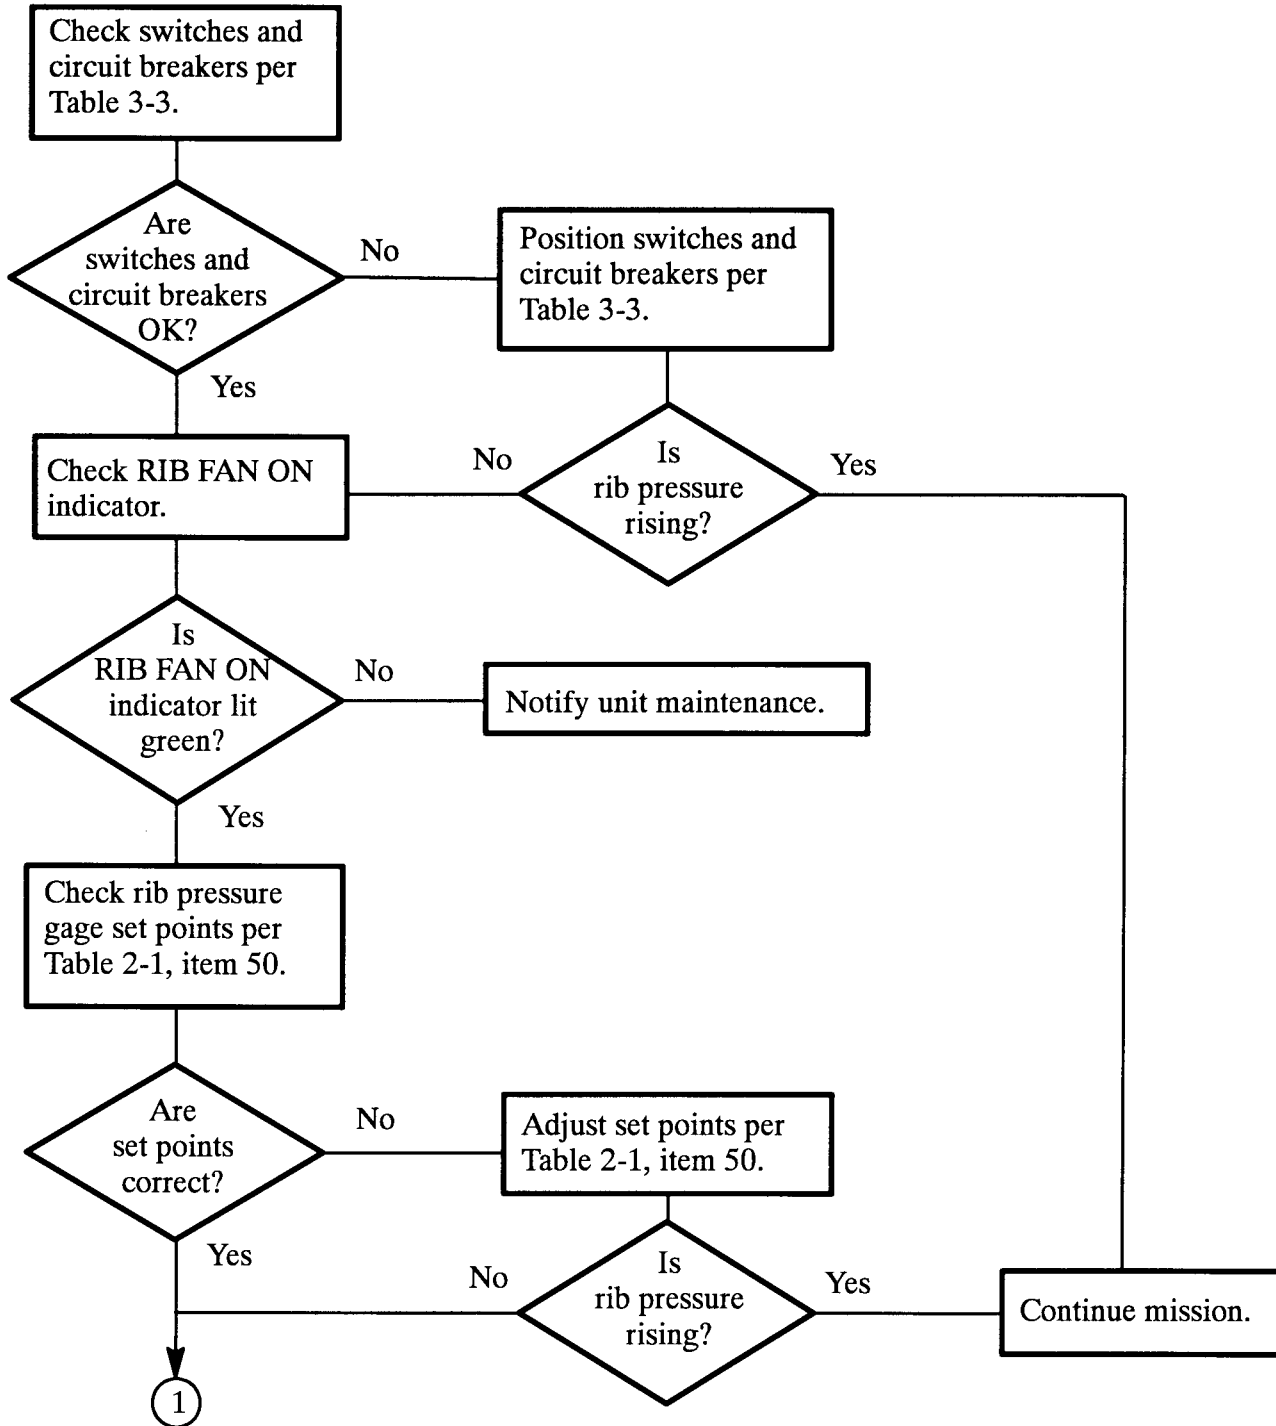 Check switches and
circuit breakers per
Table 3-3.
Are
switches and
circuit breakers
OK?
No
Position switches and
circuit breakers per
Table 3-3.
Yes
Check RIB FAN ON
indicator.
No
Is
rib pressure
rising?
Yes
Is
RIB FAN ON
indicator lit
green?
No
Notify unit maintenance.
Yes
Check rib pressure
gage set points per
Table 2-1, item 50.
Are
set points
correct?
No
Adjust set points per
Table 2-1, item 50.
Yes
No
Is
rib pressure
rising?
Yes
Continue mission.
1